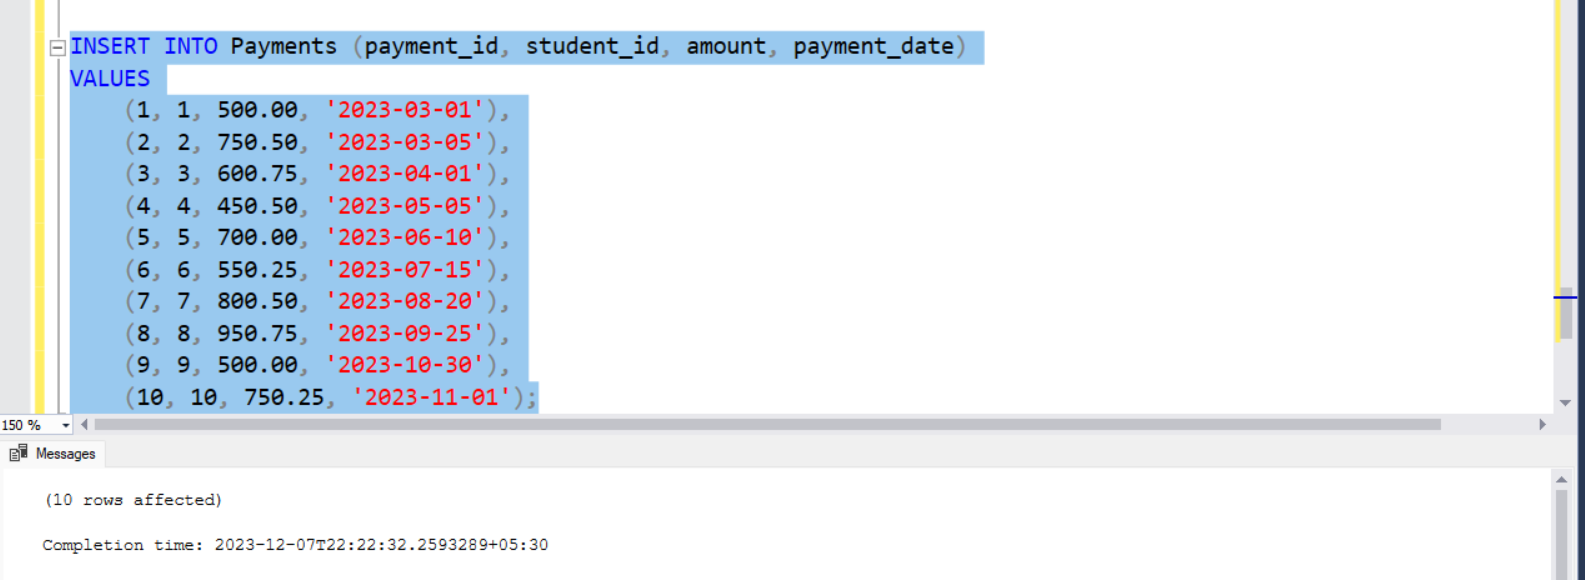 INSERT INTO Payments (payment_id, student_id, amount, payment_date)
VALUES
(1, 1, 500.00, '2023-03-01'),
(2, 2, 750.50, '2023-03-05'),
(3, 3, 600.75, '2023-04-01'),
(4, 4, 450.50, '2023-05-05'),
(5, 5, 700.00, '2023-06-10'),
(6, 6, 550.25, '2023-07-15'),
(7, 7, 800.50, '2023-08-20'),
(8, 8, 950.75, '2023-09-25'),
(9, 9, 500.00, '2023-10-30'),
(10, 10, 750.25, '2023-11-01');
150 %
Messages
(10 rows affected)
Completion time: 2023-12-07T22:22:32.2593289+05:30